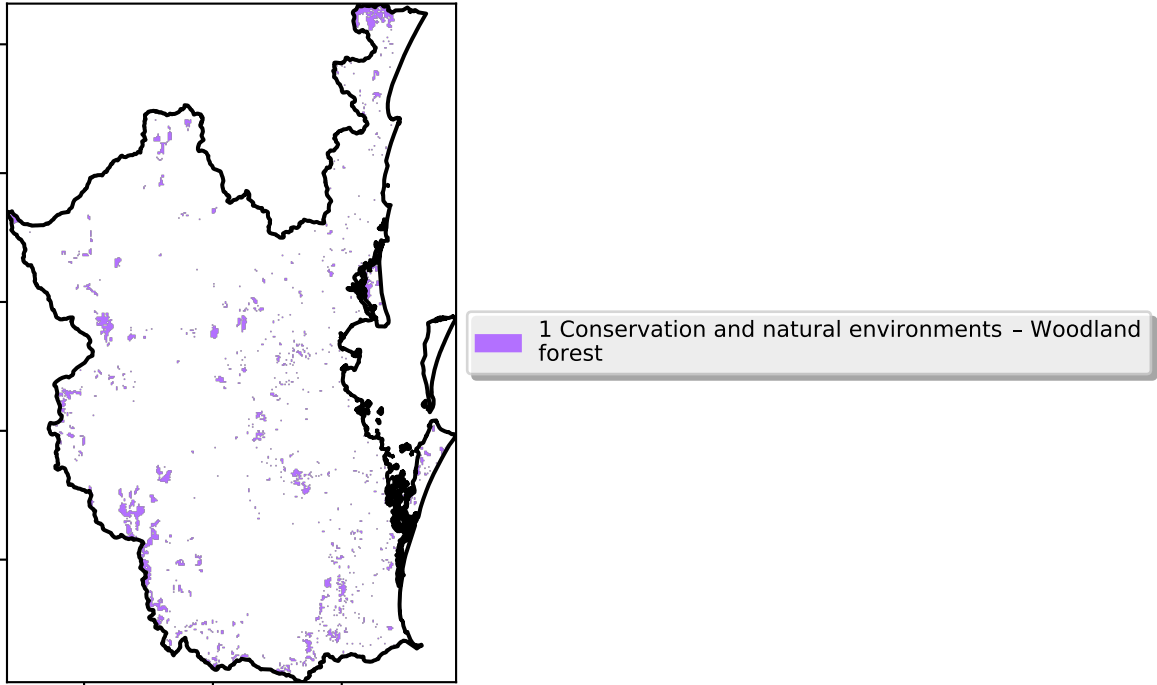 1 Conservation and natural environments – Woodland
forest